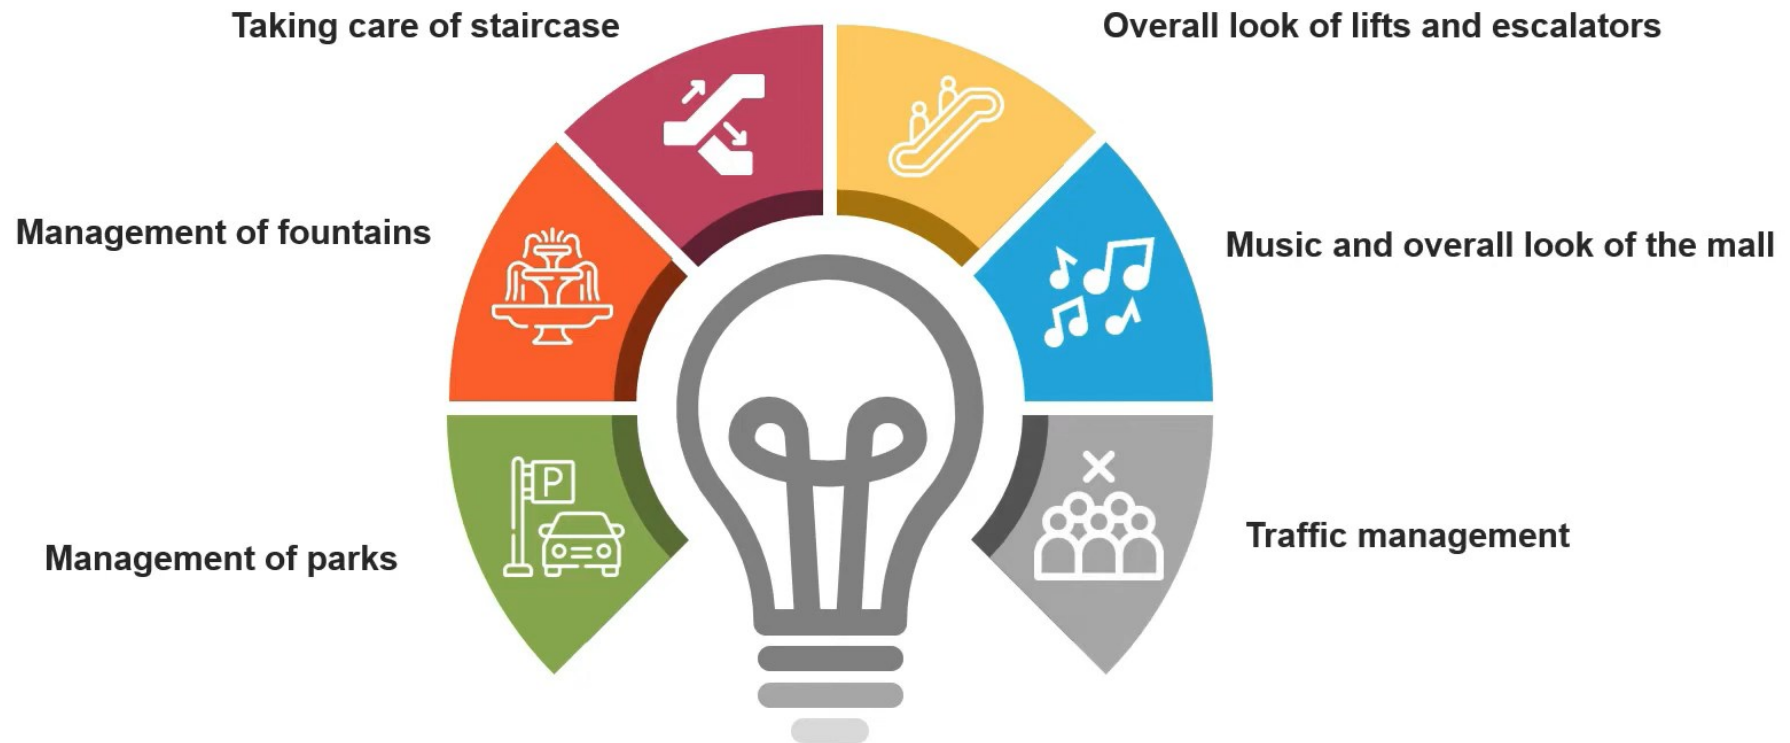 Taking care of staircase
Overall look of lifts and escalators
Management of fountains
Music and overall look of the mall
P
Management of parks
Traffic management